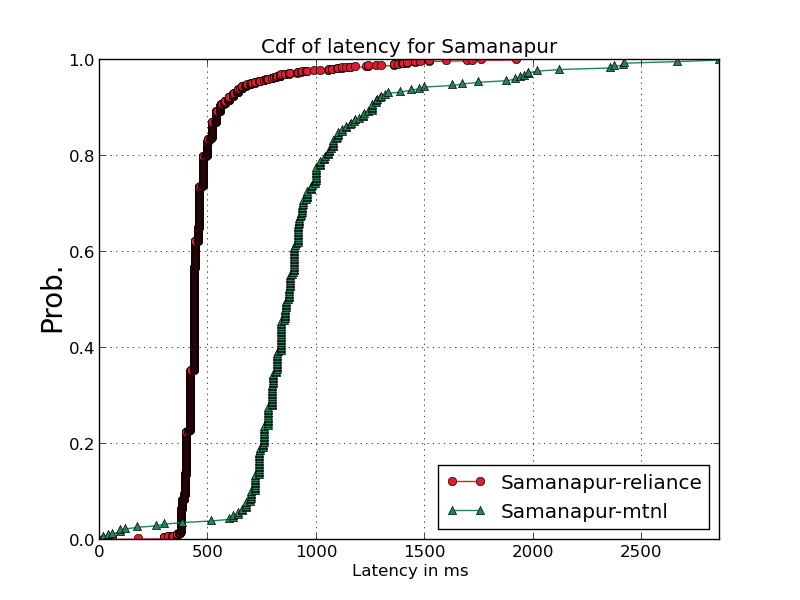 Cdf of latency for Samanapur
1.0
0.8
0.6
0.4
0.2
0.0
Prob.
0
500
1000
1500
2000
2500
Latency in ms
Samanapur-reliance
Samanapur-mtnl